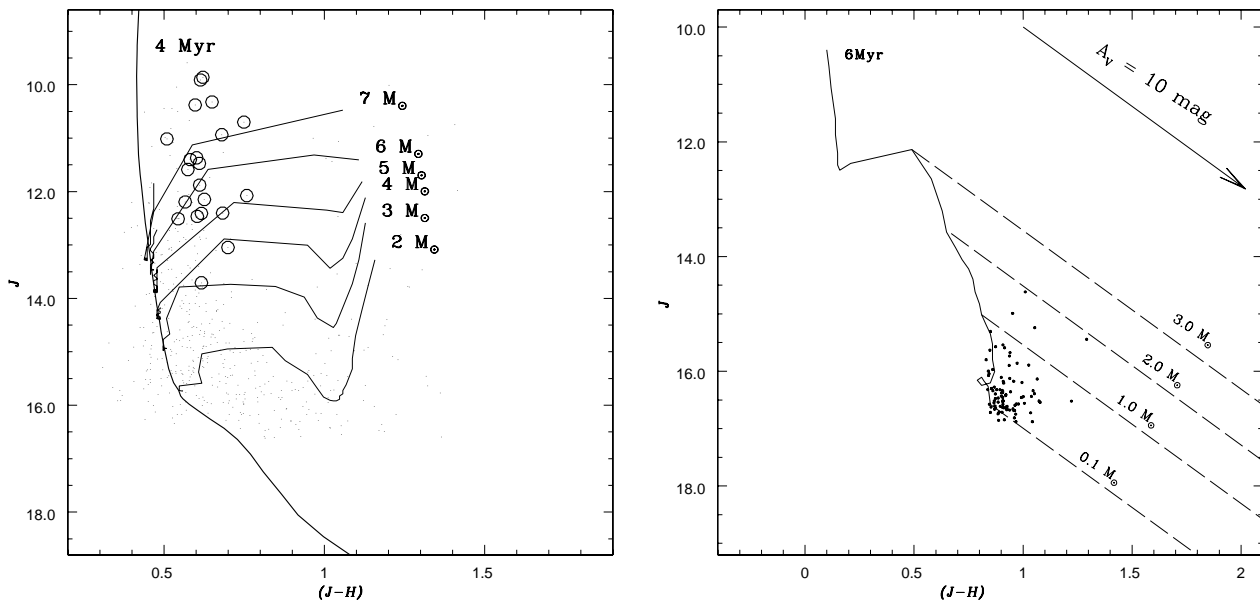 4 Myr
7 M⊙
6 M⊙
5 M⊙
4 M⊙
3 M⊙
2 M⊙
10.0
12.0
14.0
16.0
18.0
J
0.5
1
1.5
(J−H)
6Myr
A_V = 10 mag
3.0 M⊙
2.0 M⊙
1.0 M⊙
0.1 M⊙
10.0
12.0
14.0
16.0
18.0
J
0
0.5
1
1.5
2
(J−H)